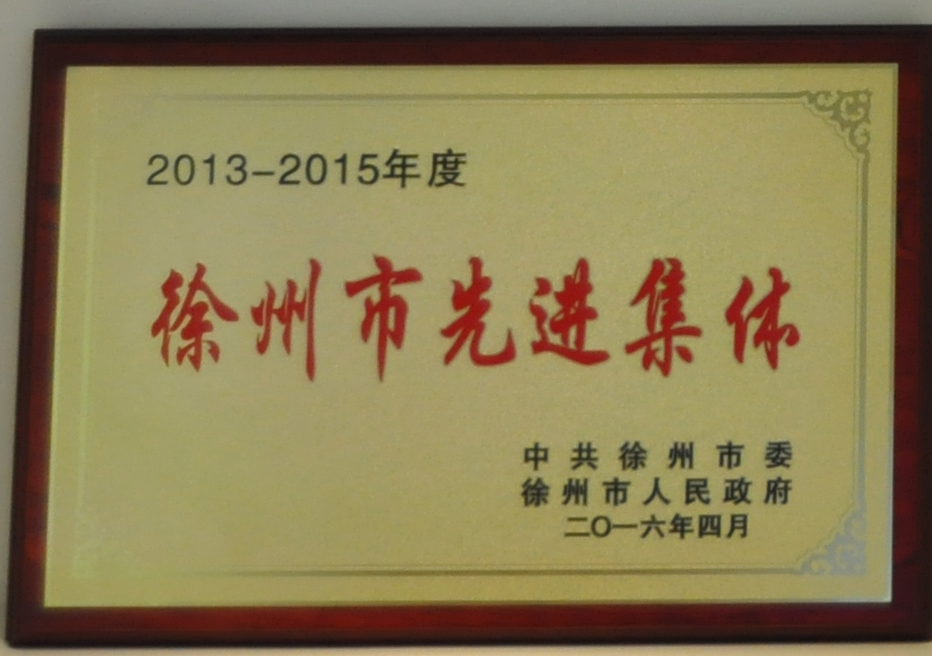 2013-2015年度
徐州市先进集体
中共徐州市委
徐州市人民政府
二〇一六年四月